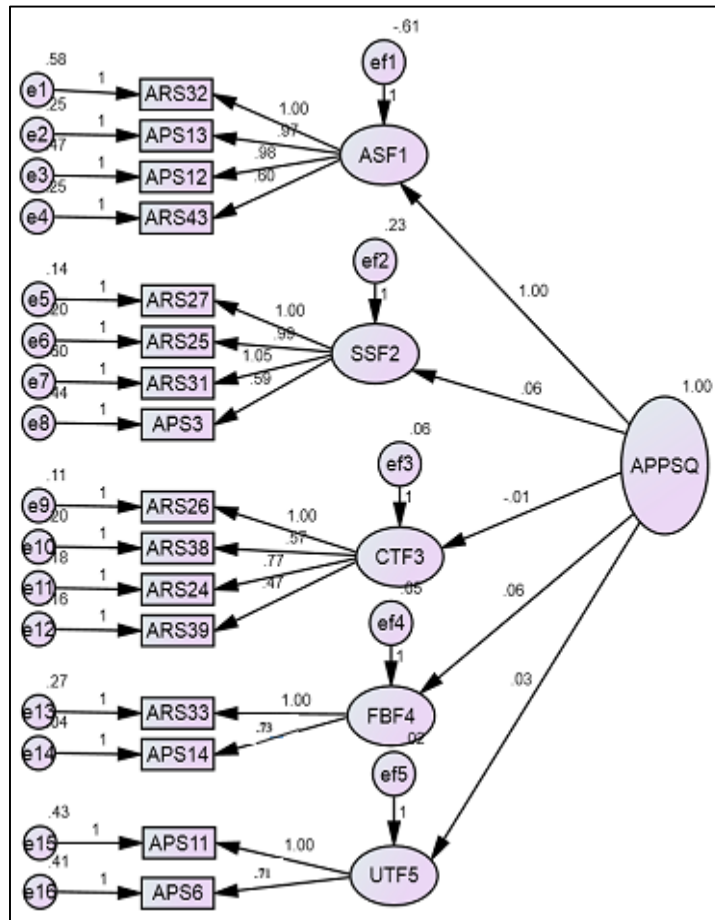 -.61
.58
ef1
e1 1 ARS32 1
.25 1.00
e2 1 APS13 .97 ASF1
.47 .98
e3 1 APS12 .60
.25
e4 1 ARS43
.23
ef2
.14 1.00
e5 1 ARS27 1
.20 1.00
e6 1 ARS25 .99 SSF2
.60 1.05
e7 1 ARS31 .59 .06 1.00
.44
e8 1 APS3
.06 APPSQ
ef3
.11 -.01
e9 1 ARS26 1
.20 1.00
e10 1 ARS38 .57 CTF3
.18 .77
e11 1 ARS24 .47 .05 .06
.16
e12 1 ARS39 ef4
1
.27 .03
e13 1 ARS33 1.00 FBF4
.04
e14 1 APS14 .73 .02
ef5
.43 1
e15 1 APS11 1.00
.41 UTF5
e16 1 APS6 .71